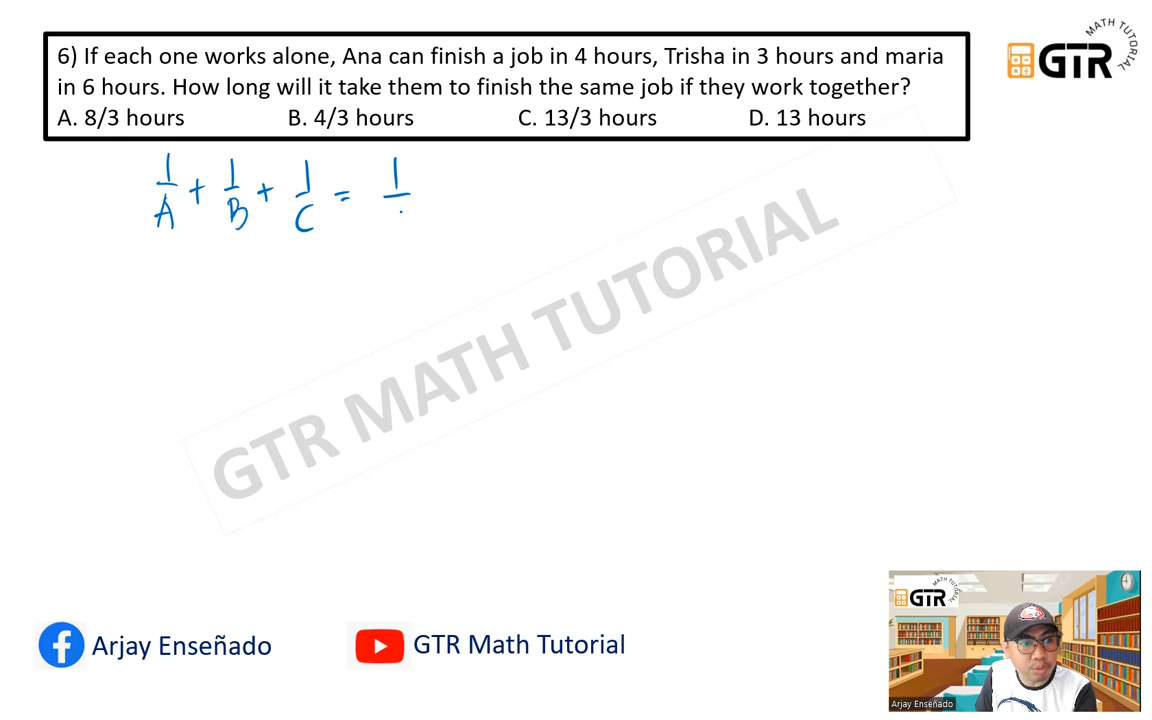 6) If each one works alone, Ana can finish a job in 4 hours, Trisha in 3 hours and maria
in 6 hours. How long will it take them to finish the same job if they work together?
A. 8/3 hours B. 4/3 hours C. 13/3 hours D. 13 hours
MATH TUTORIAL
GTR
1/A + 1/B + 1/C = 1/
GTR MATH TUTORIAL
MATH TUTORIAL
GTR
Arjay Enseñado
GTR Math Tutorial
Arjay Enseñado